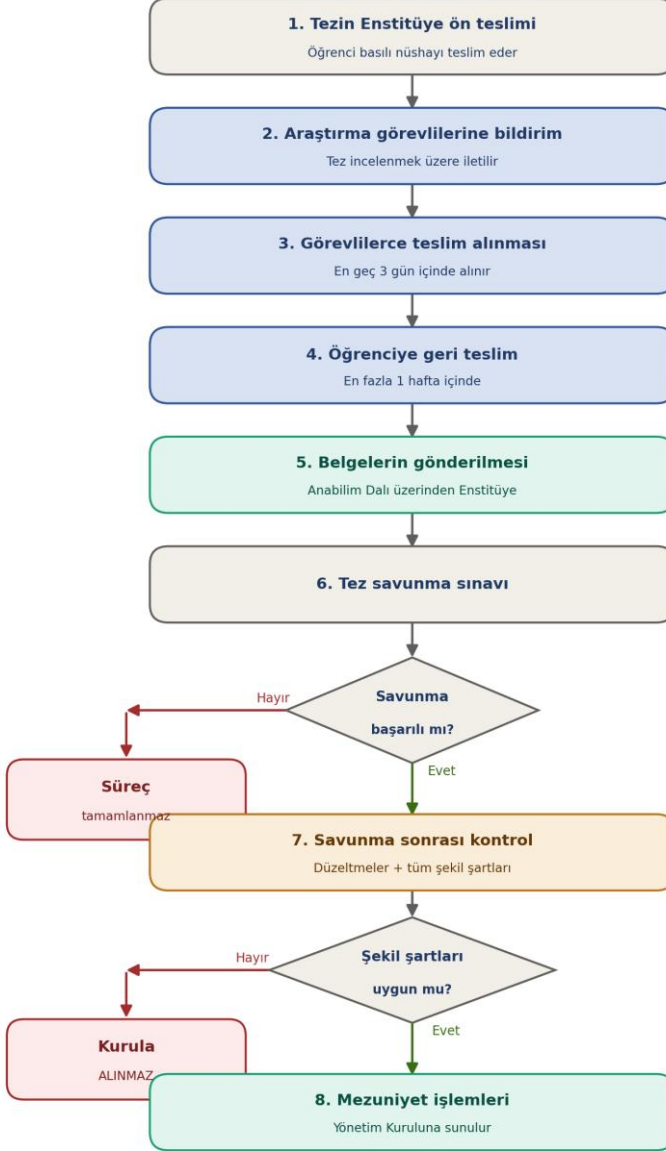 1. Tezin Enstitüye ön teslimi
Öğrenci basılı nüshayı teslim eder
2. Araştırma görevlilerine bildirim
Tez incelenmek üzere iletilir
3. Görevlilerce teslim alınması
En geç 3 gün içinde alınır
4. Öğrenciye geri teslim
En fazla 1 hafta içinde
5. Belgelerin gönderilmesi
Anabilim Dalı üzerinden Enstitüye
6. Tez savunma sınavı
Savunma
başarılı mı?
Hayır
Evet
Süreç
tamamlanmaz
7. Savunma sonrası kontrol
Düzeltmeler + tüm şekil şartları
Şekil şartları
uygun mu?
Hayır
Evet
Kurula
ALINMAZ
8. Mezuniyet işlemleri
Yönetim Kuruluna sunulur